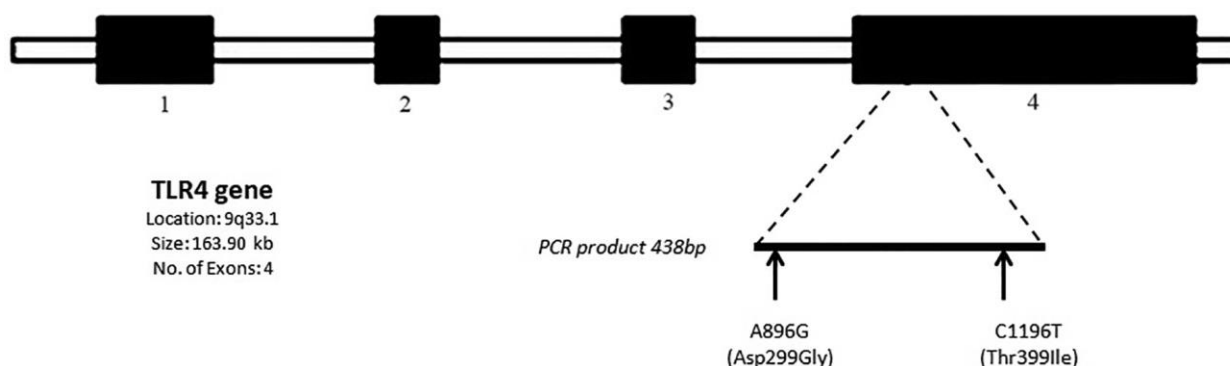 1
2
3
4
TLR4 gene
Location: 9q33.1
Size: 163.90 kb
No. of Exons: 4
PCR product 438bp
A896G
(Asp299Gly)
C1196T
(Thr399Ile)